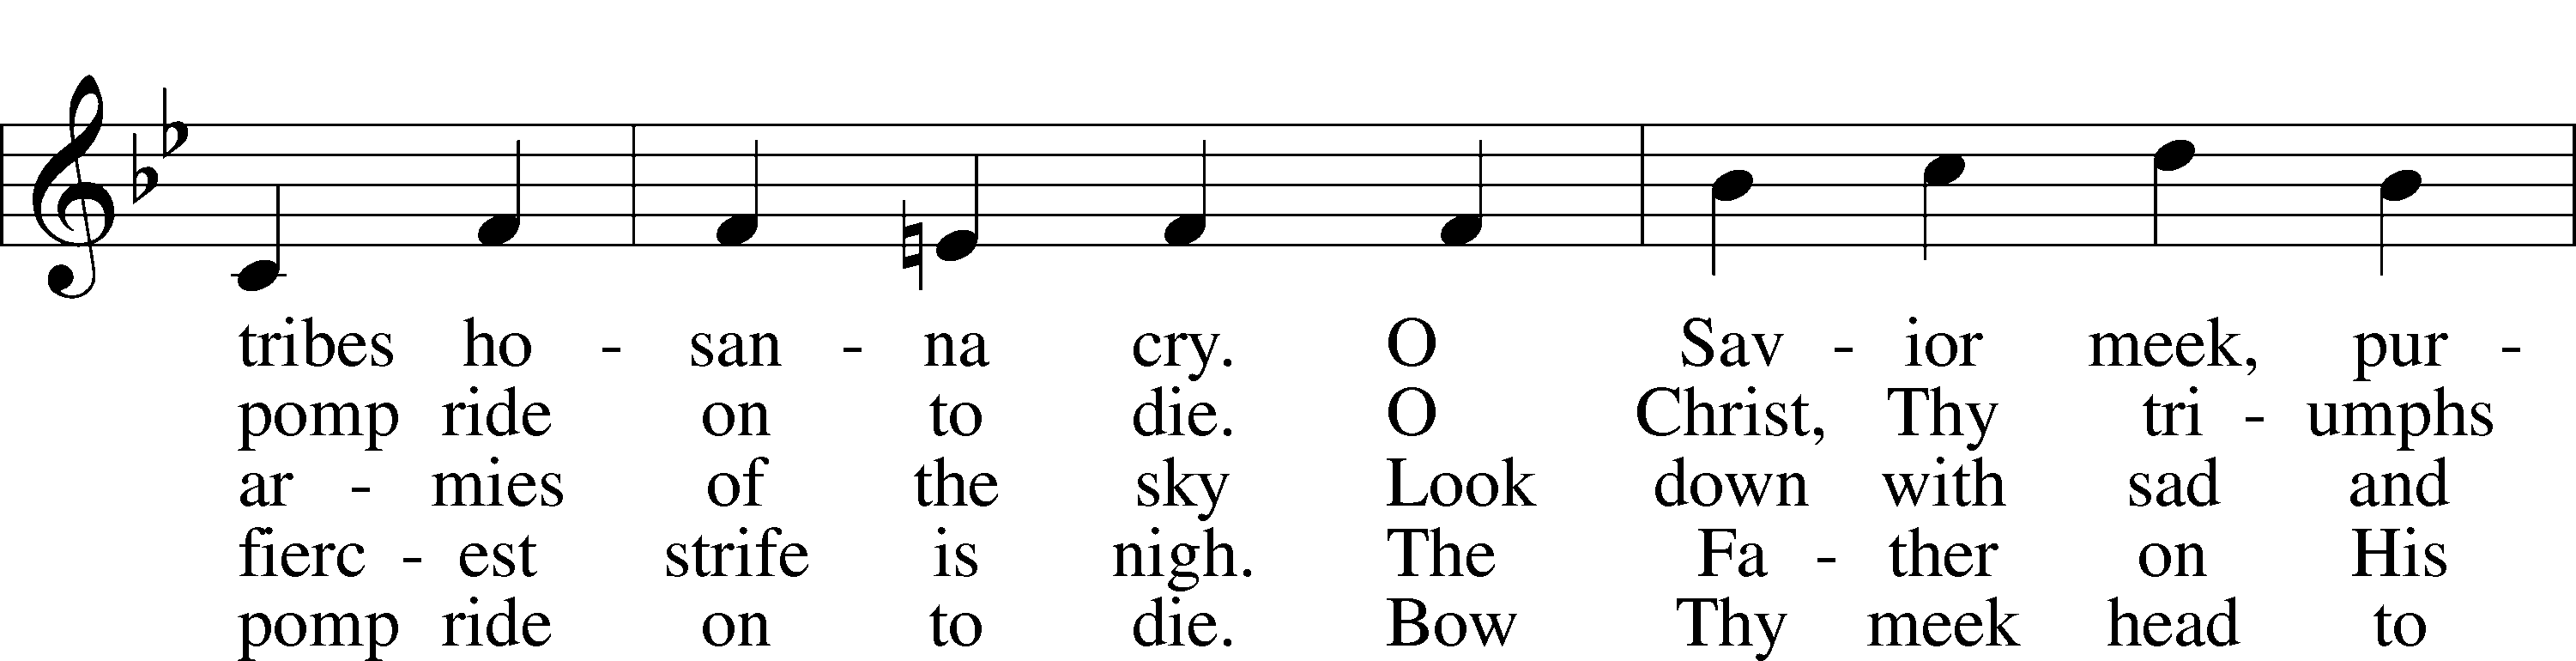 tribes ho - san - na cry. O Sav - ior meek, pur -
pomp ride on to die. O Christ, Thy tri - umphs
ar - mies of the sky Look down with sad and
fierc - est strife is nigh. The Fa - ther on His
pomp ride on to die. Bow Thy meek head to